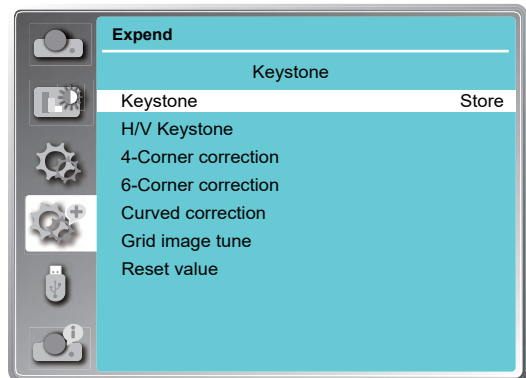 Expend
Keystone
Keystone Store
H/V Keystone
4-Corner correction
6-Corner correction
Curved correction
Grid image tune
Reset value